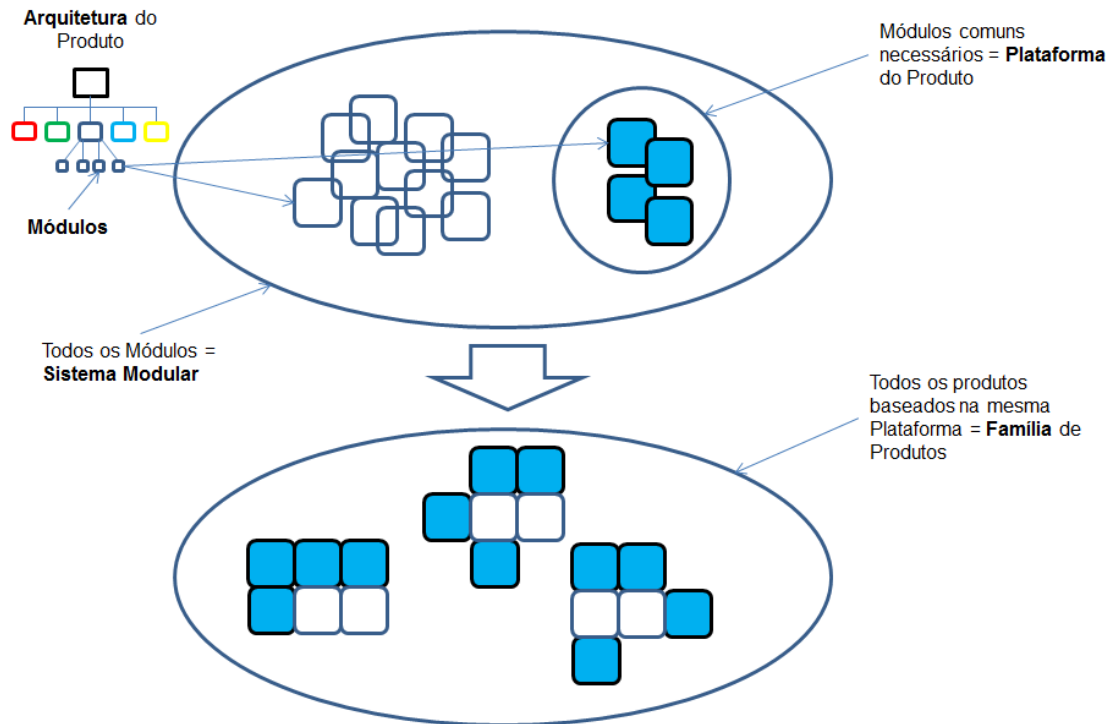 Arquitetura do
Produto
Módulos
Módulos comuns
necessários = Plataforma
do Produto
Todos os Módulos =
Sistema Modular
Todos os produtos
baseados na mesma
Plataforma = Família de
Produtos